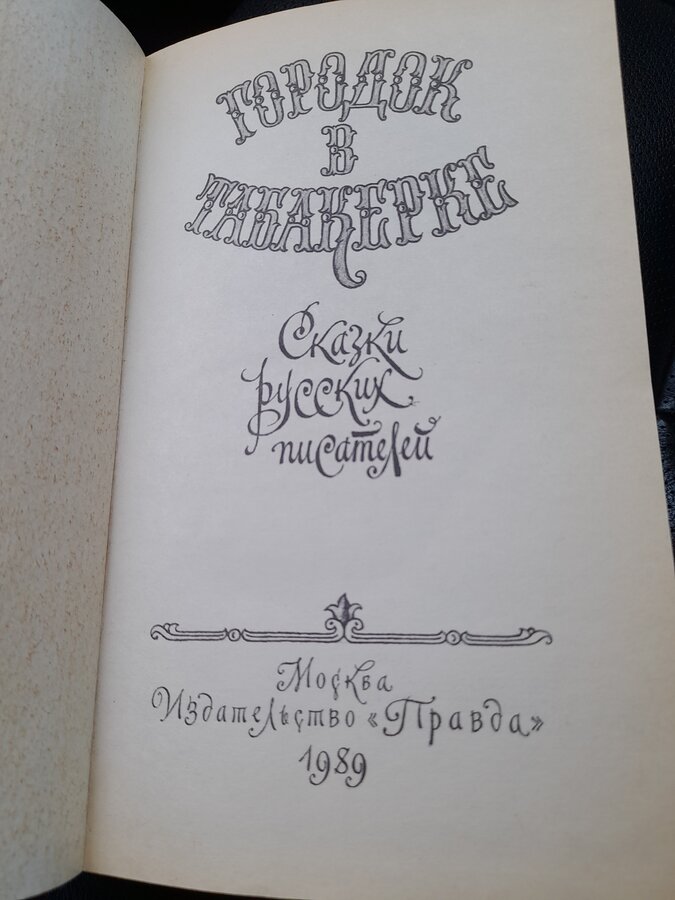 ГОРОДОК
В
ТАБАКЕРКЕ
Сказки
русских
писателей
Москва
Издательство «Правда»
1989